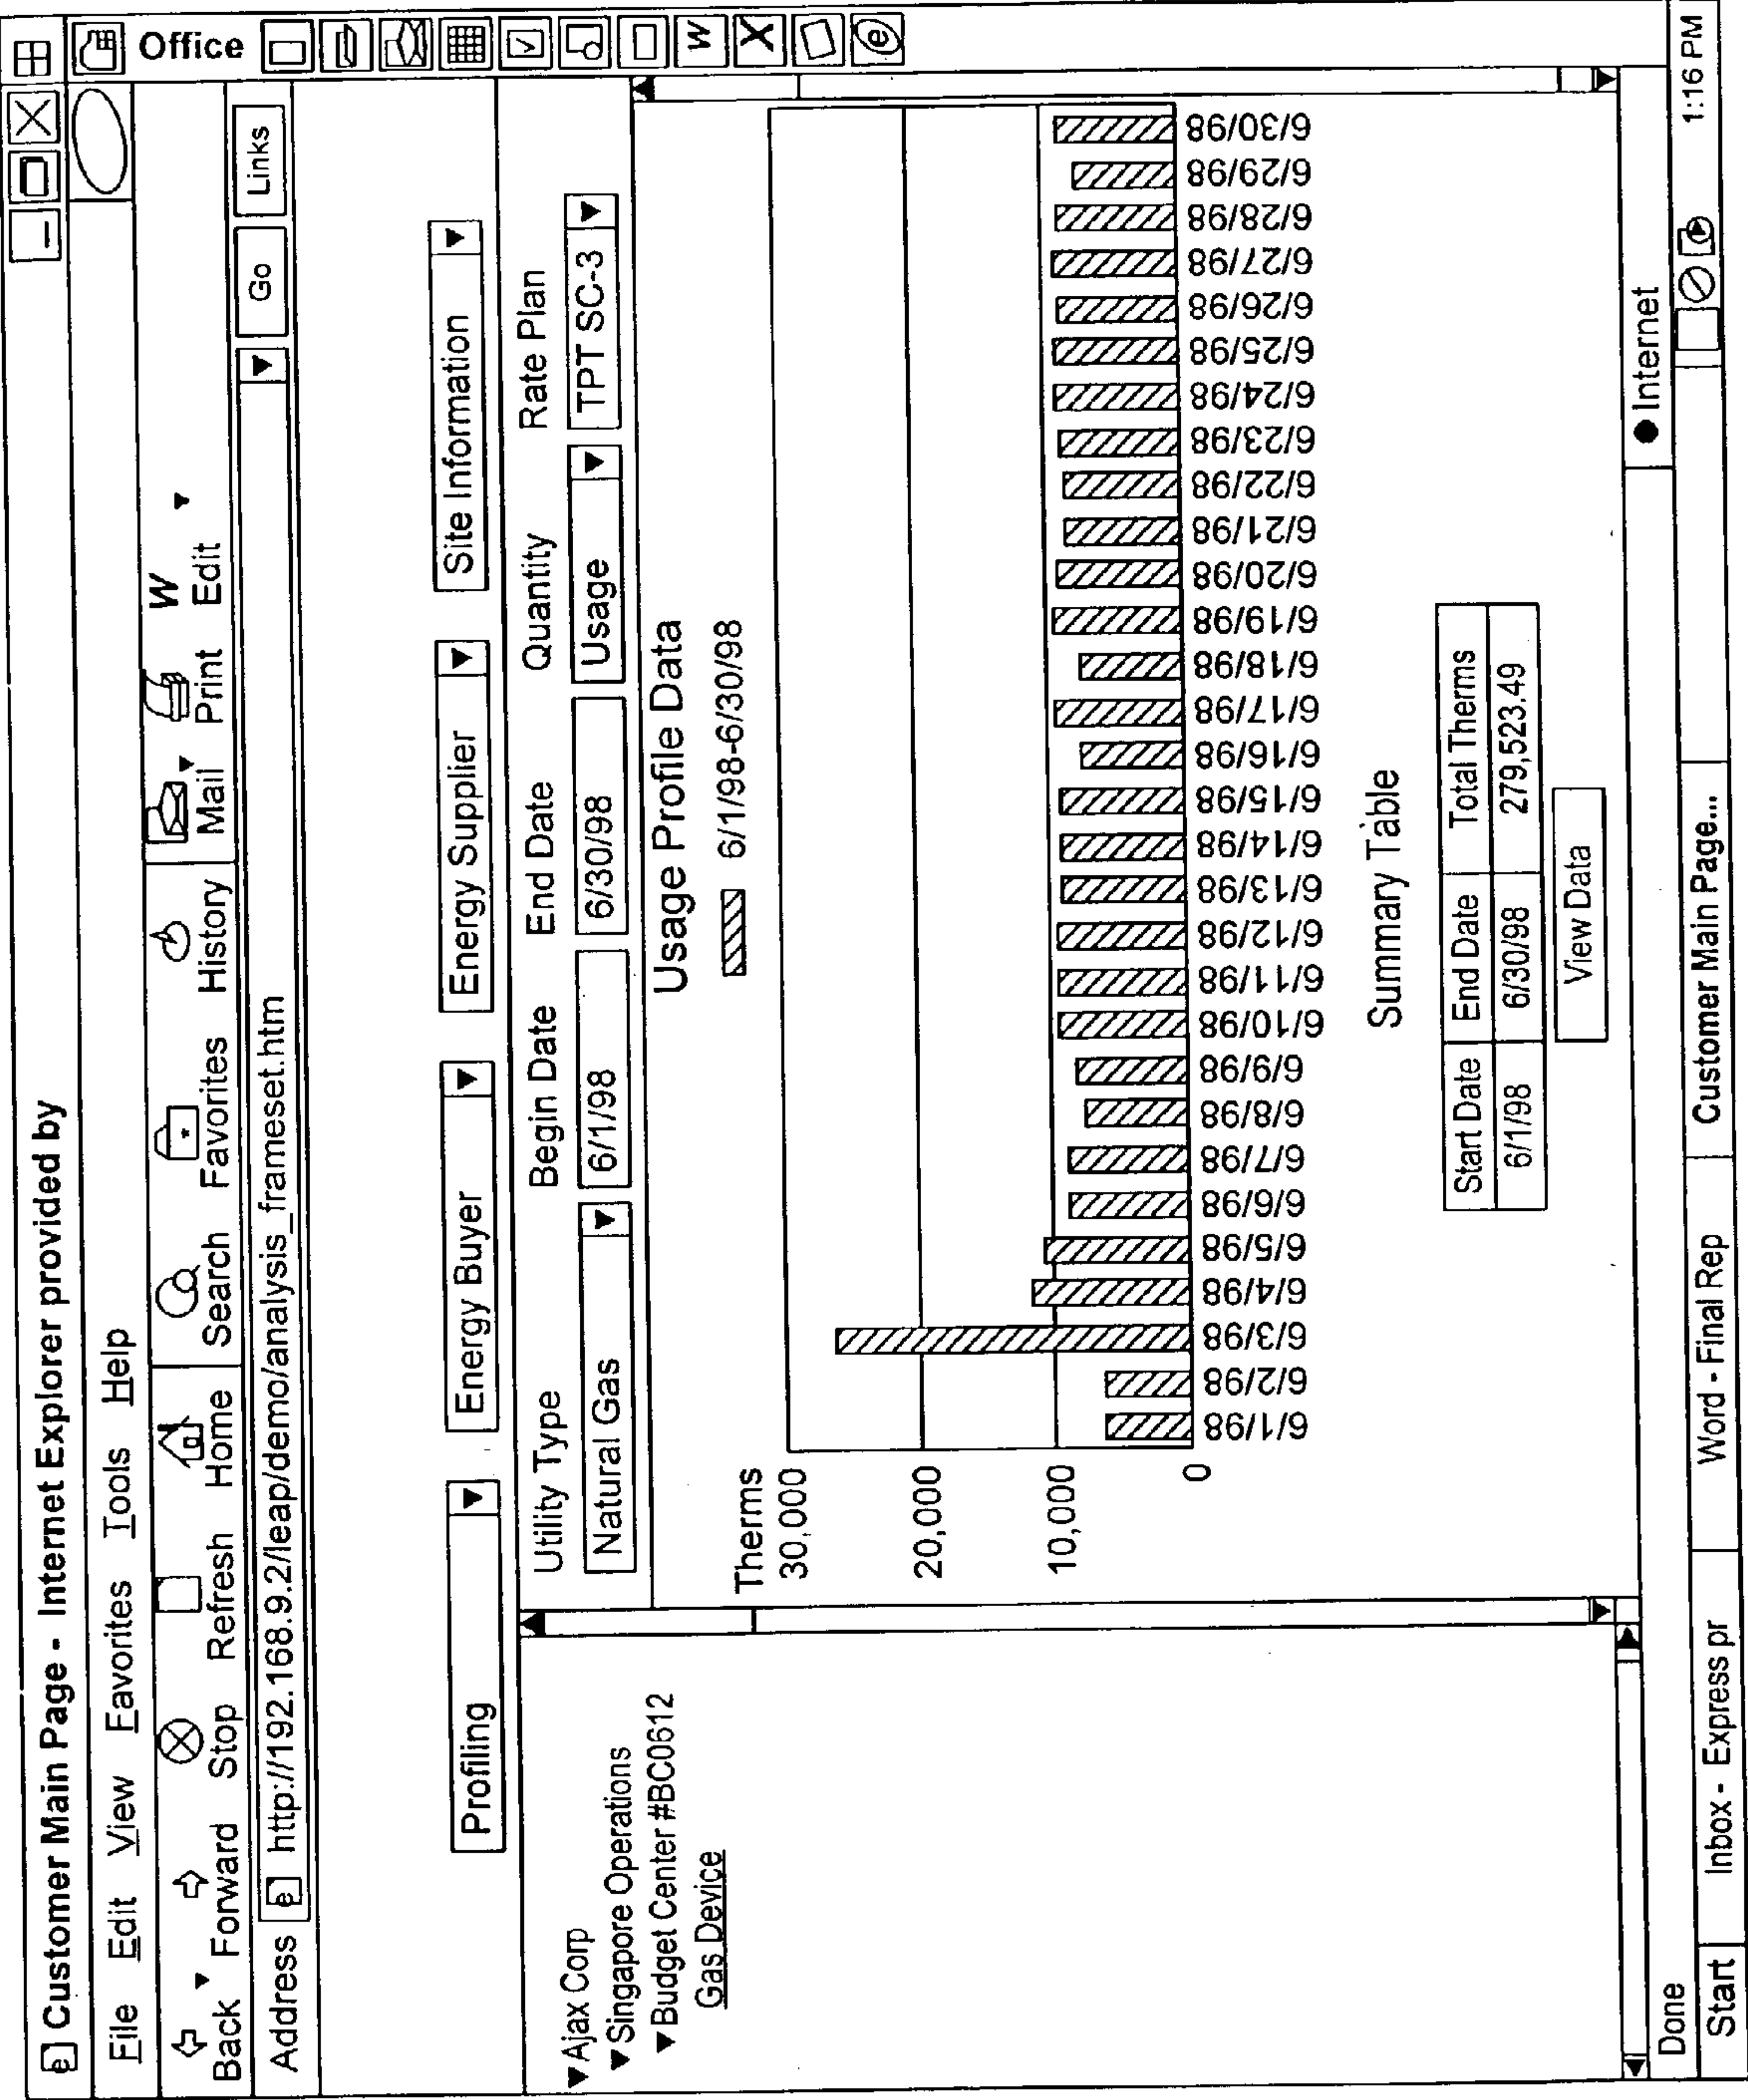 Customer Main Page - Internet Explorer provided by
File Edit View Favorites Tools Help
Office
Back Forward Stop Refresh Home Search Favorites History Mail Print Edit
Address http://192.168.9.2/leap/demo/analysis_frameset.htm Go Links
Profiling Energy Buyer Energy Supplier Site Information
Utility Type Begin Date End Date Quantity Rate Plan
Natural Gas 6/1/98 6/30/98 Usage TPT SC-3
Ajax Corp
Singapore Operations
Budget Center #BC0612
Gas Device
Usage Profile Data
6/1/98-6/30/98
Therms
30,000
20,000
10,000
0
6/1/98
6/2/98
6/3/98
6/4/98
6/5/98
6/6/98
6/7/98
6/8/98
6/9/98
6/10/98
6/11/98
6/12/98
6/13/98
6/14/98
6/15/98
6/16/98
6/17/98
6/18/98
6/19/98
6/20/98
6/21/98
6/22/98
6/23/98
6/24/98
6/25/98
6/26/98
6/27/98
6/28/98
6/29/98
6/30/98
Summary Table
Start Date End Date Total Therms
6/1/98 6/30/98 279,523.49
View Data
Done Internet
Start Inbox - Express pr Word - Final Rep Customer Main Page... 1:16 PM